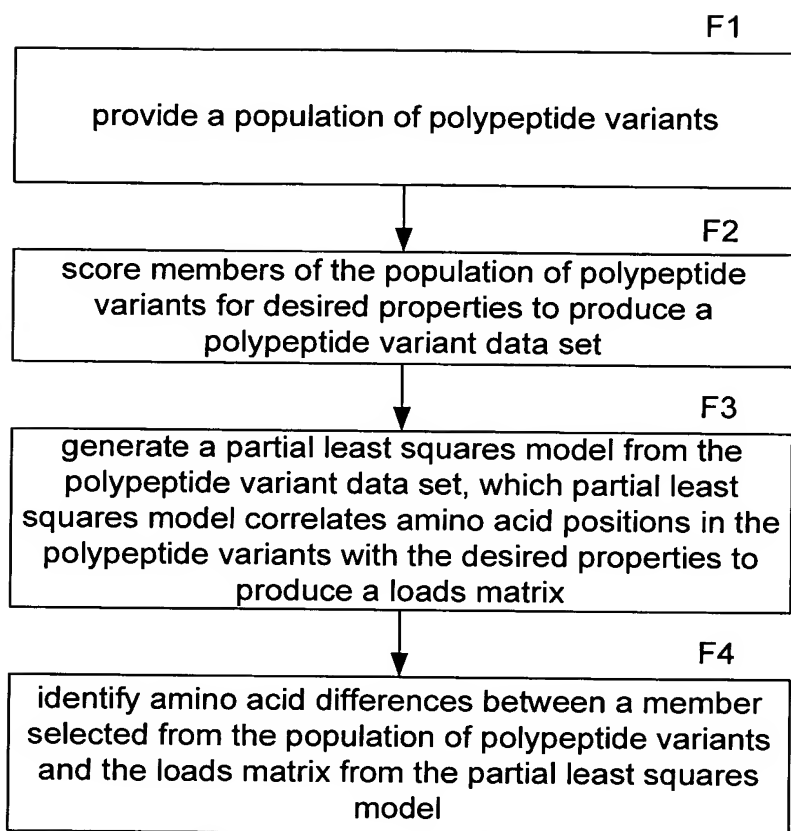 F1
provide a population of polypeptide variants
F2
score members of the population of polypeptide
variants for desired properties to produce a
polypeptide variant data set
F3
generate a partial least squares model from the
polypeptide variant data set, which partial least
squares model correlates amino acid positions in the
polypeptide variants with the desired properties to
produce a loads matrix
F4
identify amino acid differences between a member
selected from the population of polypeptide variants
and the loads matrix from the partial least squares
model